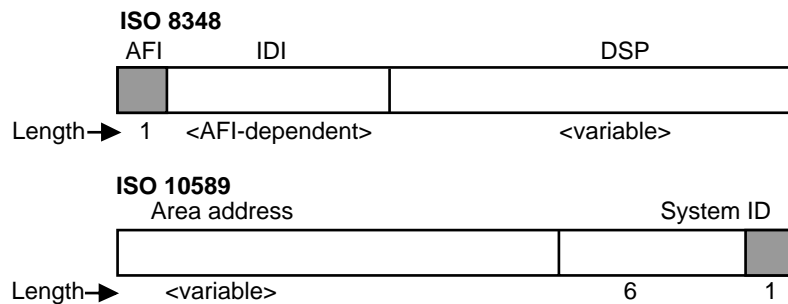 ISO 8348
AFI IDI DSP
Length 1 <AFI-dependent> <variable>
ISO 10589
Area address System ID
Length <variable> 6 1